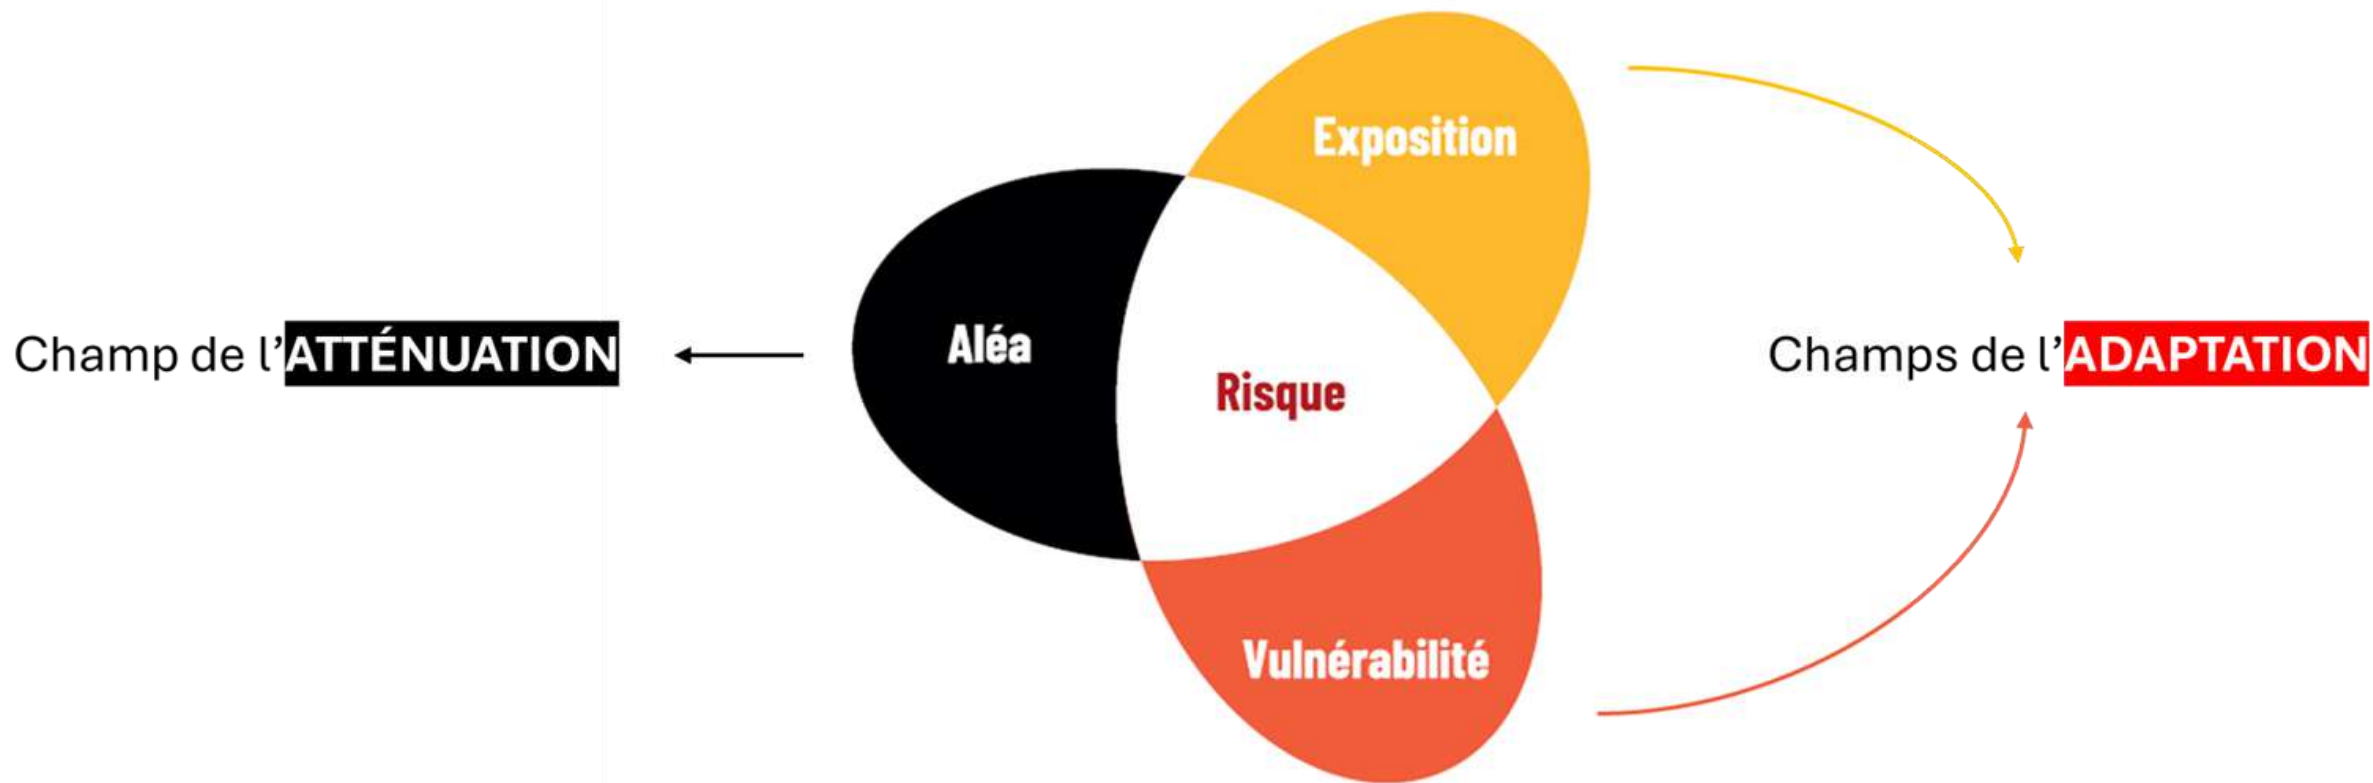 Exposition
Aléa
Champ de l’ATTÉNUATION
Champs de l’ADAPTATION
Risque
Vulnérabilité